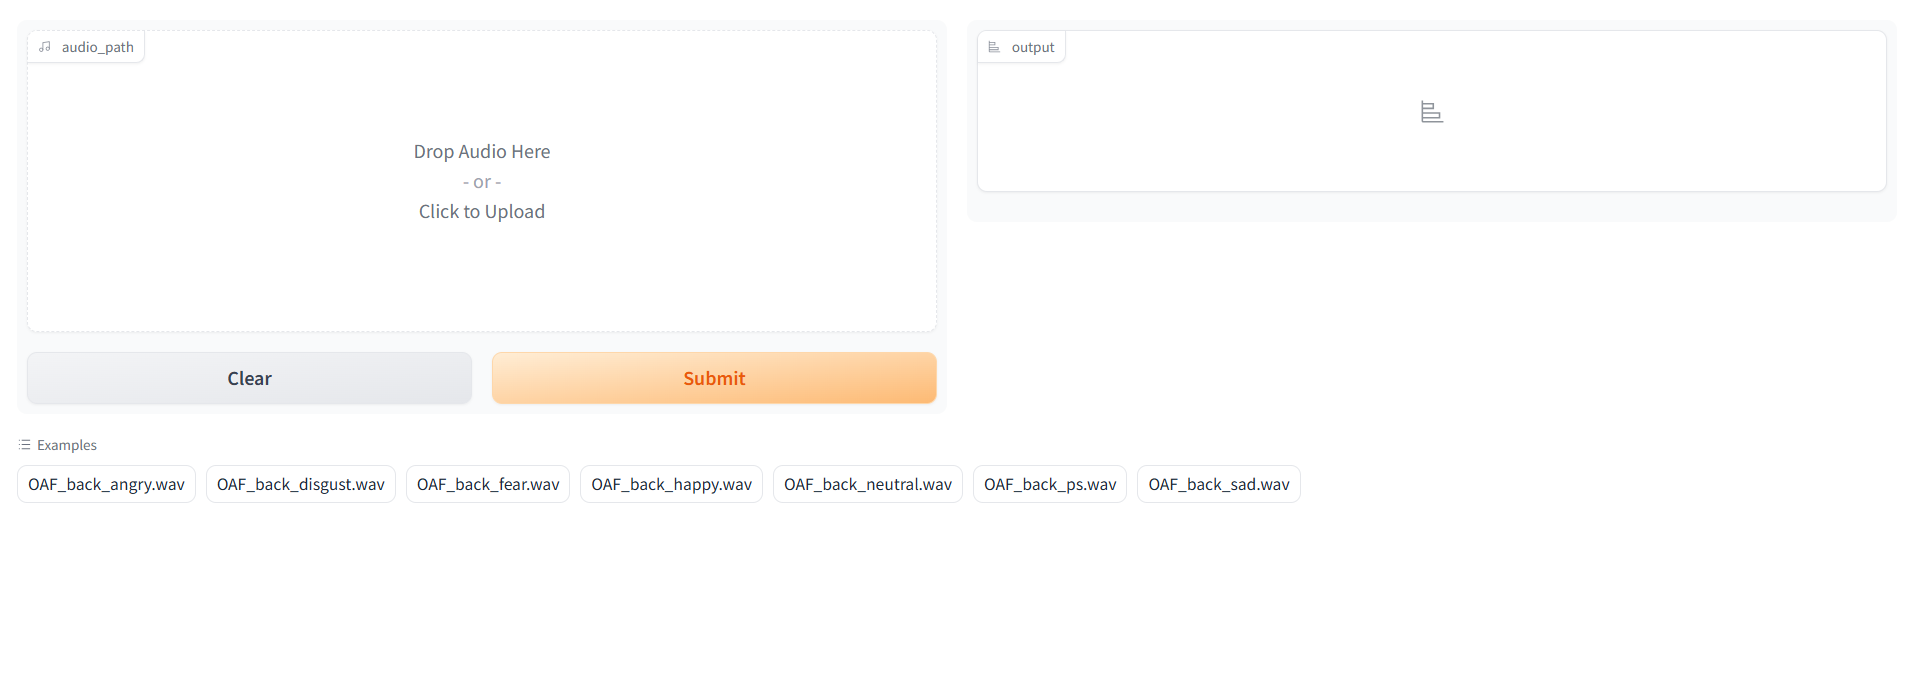 audio_path
Drop Audio Here
- or -
Click to Upload
Clear
Submit
output
Examples
OAF_back_angry.wav
OAF_back_disgust.wav
OAF_back_fear.wav
OAF_back_happy.wav
OAF_back_neutral.wav
OAF_back_ps.wav
OAF_back_sad.wav